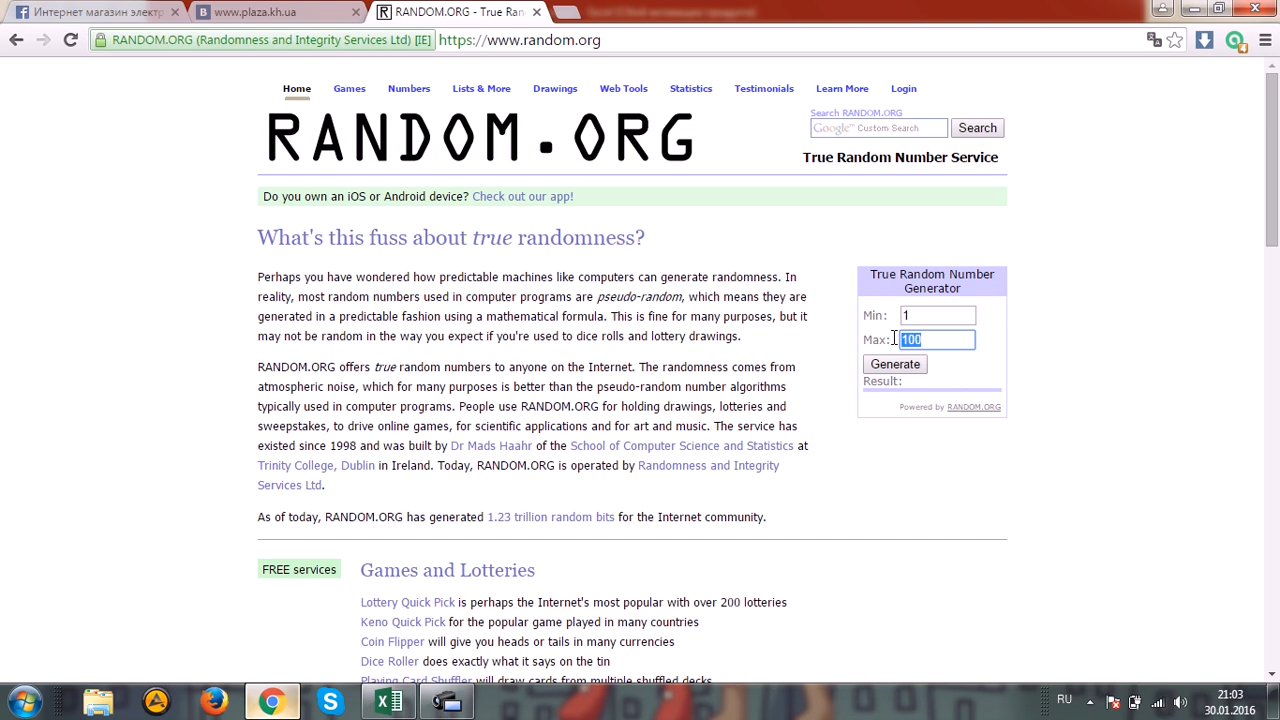 Интернет магазин электр
www.plaza.kh.ua
RANDOM.ORG - True Ran
RANDOM.ORG (Randomness and Integrity Services Ltd) [IE] https://www.random.org
Home Games Numbers Lists & More Drawings Web Tools Statistics Testimonials Learn More Login
RANDOM.ORG
Search RANDOM.ORG
Google™ Custom Search Search
True Random Number Service
Do you own an iOS or Android device? Check out our app!
What's this fuss about true randomness?
Perhaps you have wondered how predictable machines like computers can generate randomness. In
reality, most random numbers used in computer programs are pseudo-random, which means they are
generated in a predictable fashion using a mathematical formula. This is fine for many purposes, but it
may not be random in the way you expect if you're used to dice rolls and lottery drawings.
RANDOM.ORG offers true random numbers to anyone on the Internet. The randomness comes from
atmospheric noise, which for many purposes is better than the pseudo-random number algorithms
typically used in computer programs. People use RANDOM.ORG for holding drawings, lotteries and
sweepstakes, to drive online games, for scientific applications and for art and music. The service has
existed since 1998 and was built by Dr Mads Haahr of the School of Computer Science and Statistics at
Trinity College, Dublin in Ireland. Today, RANDOM.ORG is operated by Randomness and Integrity
Services Ltd.
As of today, RANDOM.ORG has generated 1.23 trillion random bits for the Internet community.
True Random Number
Generator
Min: 1
Max: 100
Generate
Result:
Powered by RANDOM.ORG
FREE services
Games and Lotteries
Lottery Quick Pick is perhaps the Internet's most popular with over 200 lotteries
Keno Quick Pick for the popular game played in many countries
Coin Flipper will give you heads or tails in many currencies
Dice Roller does exactly what it says on the tin
Playing Card Shuffler will draw cards from multiple shuffled decks
RU
21:03
30.01.2016